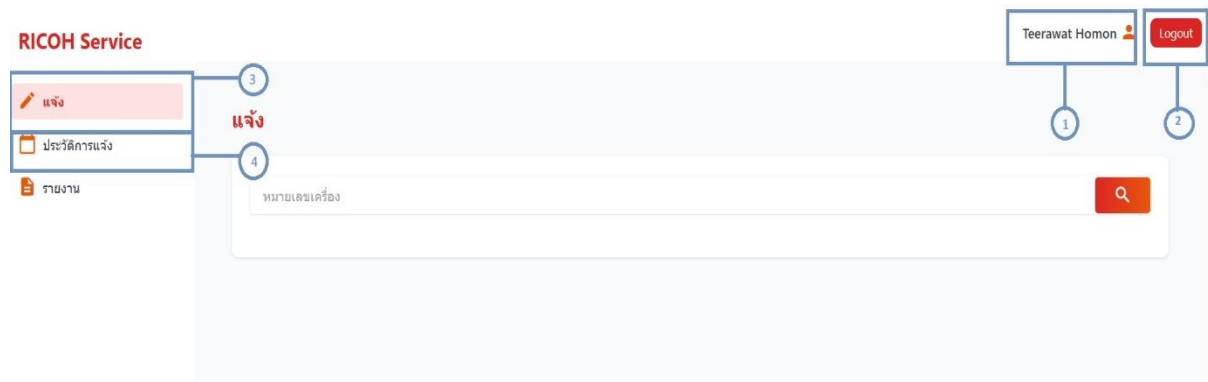 RICOH Service
Teerawat Homon
Logout
1
2
3
แจ้ง
แจ้ง
ประวัติการแจ้ง
4
รายงาน
หมายเลขเครื่อง